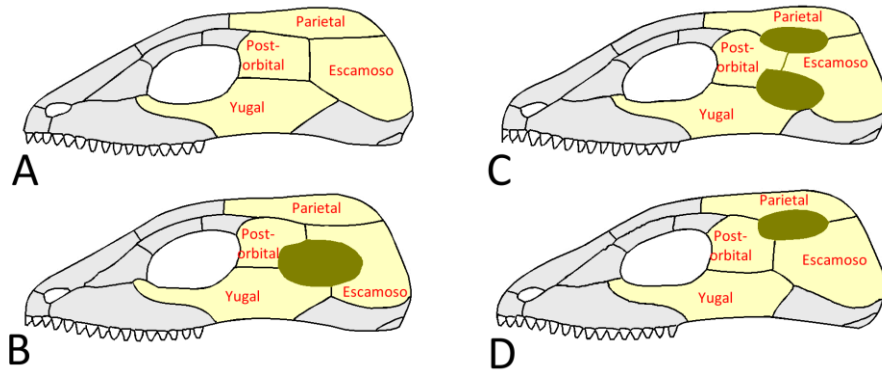 Parietal
Post-
orbital
Escamoso
Yugal
A
Parietal
Post-
orbital
Escamoso
Yugal
C
Parietal
Post-
orbital
Yugal
Escamoso
B
Parietal
Post-
orbital
Escamoso
Yugal
D